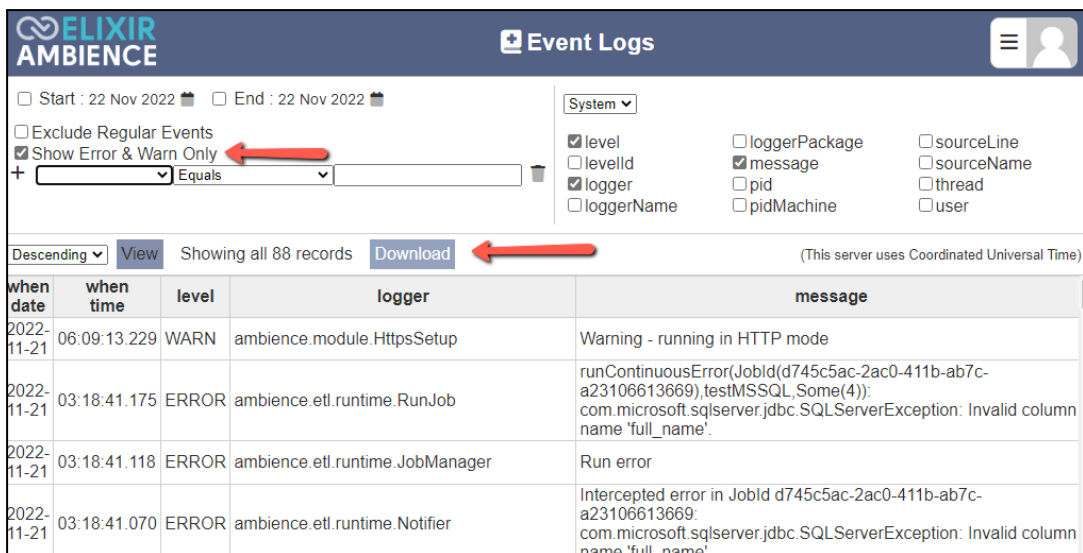 ELIXIR
AMBIENCE
Event Logs
Start : 22 Nov 2022 End : 22 Nov 2022
Exclude Regular Events
Show Error & Warn Only
+ Equals
System
level loggerPackage sourceLine
levelId message sourceName
logger pid thread
loggerName pidMachine user
Descending View Showing all 88 records Download (This server uses Coordinated Universal Time)
when date when time level logger message
2022-11-21 06:09:13.229 WARN ambience.module.HttpsSetup Warning - running in HTTP mode
2022-11-21 03:18:41.175 ERROR ambience.etl.runtime.RunJob runContinuousError(JobId(d745c5ac-2ac0-411b-ab7c-
a23106613669),testMSSQL,Some(4)):
com.microsoft.sqlserver.jdbc.SQLServerException: Invalid column
name 'full_name'.
2022-11-21 03:18:41.118 ERROR ambience.etl.runtime.JobManager Run error
2022-11-21 03:18:41.070 ERROR ambience.etl.runtime.Notifier Intercepted error in JobId d745c5ac-2ac0-411b-ab7c-
a23106613669:
com.microsoft.sqlserver.jdbc.SQLServerException: Invalid column
name 'full_name'